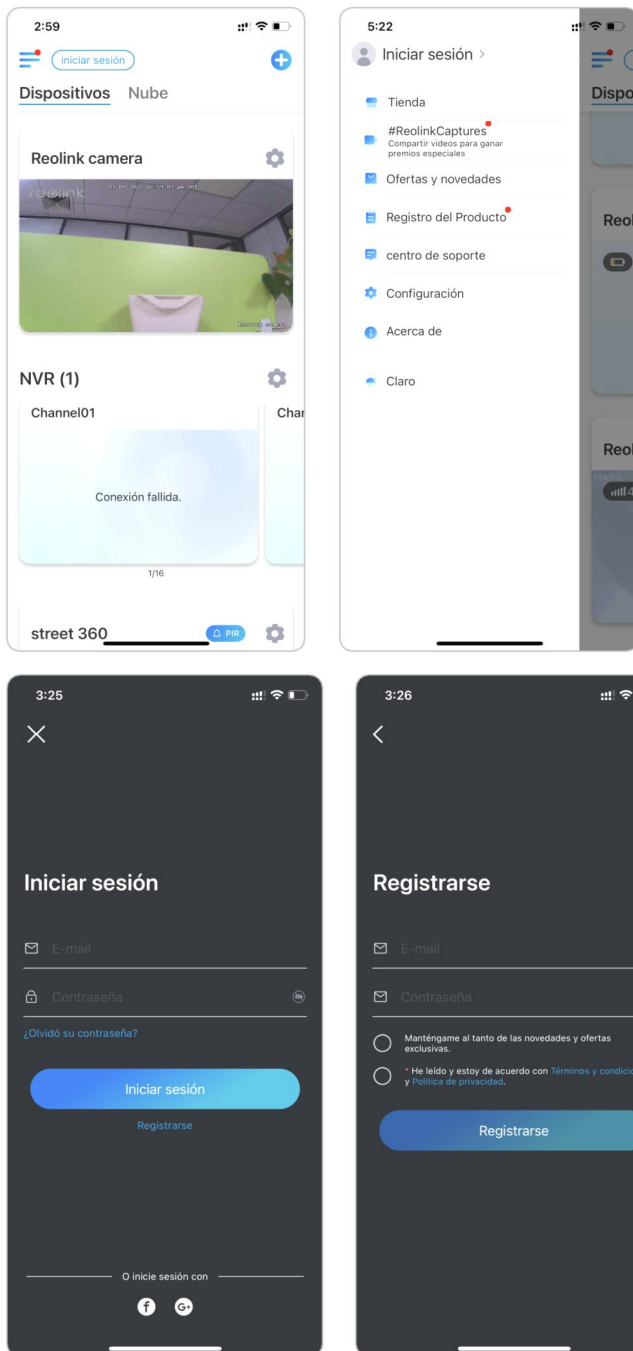 2:59
iniciar sesión
Dispositivos Nube
Reolink camera
reolink
NVR (1)
Channel01
Char
Conexión fallida.
1/16
street 360
PIR
5:22
Iniciar sesión
Dispo
Tienda
#ReolinkCaptures
Compartir videos para ganar
premios especiales
Ofertas y novedades
Registro del Producto
Reol
centro de soporte
Configuración
Acerca de
Claro
Reol
4
3:25
Iniciar sesión
E-mail
Contraseña
¿Olvidó su contraseña?
Iniciar sesión
Registrarse
O inicie sesión con
f
G+
3:26
Registrarse
E-mail
Contraseña
Manténgame al tanto de las novedades y ofertas
exclusivas.
* He leído y estoy de acuerdo con Términos y condicio
y Política de privacidad.
Registrarse